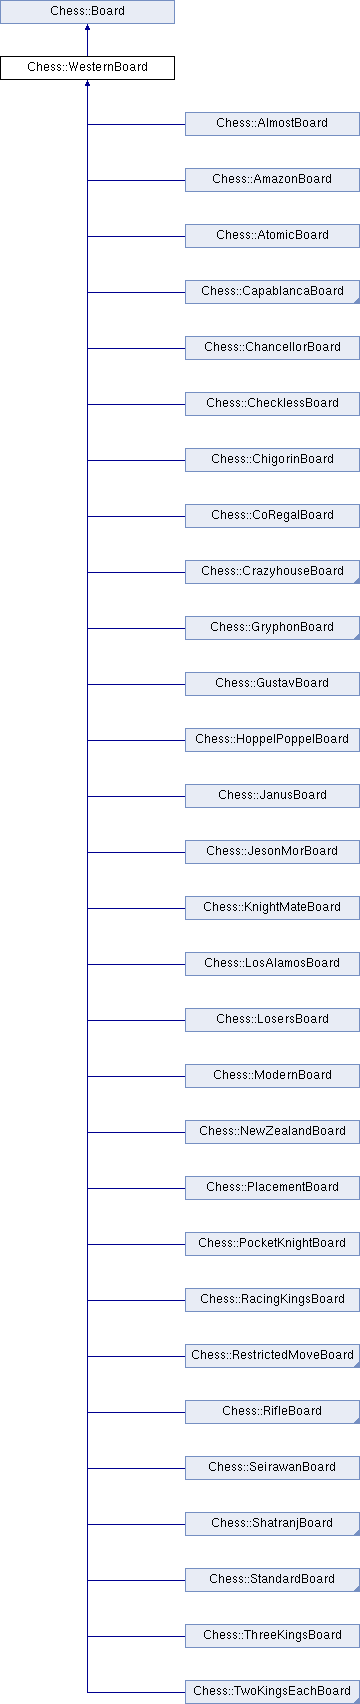 Chess::Board
Chess::WesternBoard
Chess::AlmostBoard
Chess::AmazonBoard
Chess::AtomicBoard
Chess::CapablancaBoard
Chess::ChancellorBoard
Chess::ChecklessBoard
Chess::ChigorinBoard
Chess::CoRegalBoard
Chess::CrazyhouseBoard
Chess::GryphonBoard
Chess::GustavBoard
Chess::HoppelPoppelBoard
Chess::JanusBoard
Chess::JesonMorBoard
Chess::KnightMateBoard
Chess::LosAlamosBoard
Chess::LosersBoard
Chess::ModernBoard
Chess::NewZealandBoard
Chess::PlacementBoard
Chess::PocketKnightBoard
Chess::RacingKingsBoard
Chess::RestrictedMoveBoard
Chess::RifleBoard
Chess::SeirawanBoard
Chess::ShatranjBoard
Chess::StandardBoard
Chess::ThreeKingsBoard
Chess::TwoKingsEachBoard